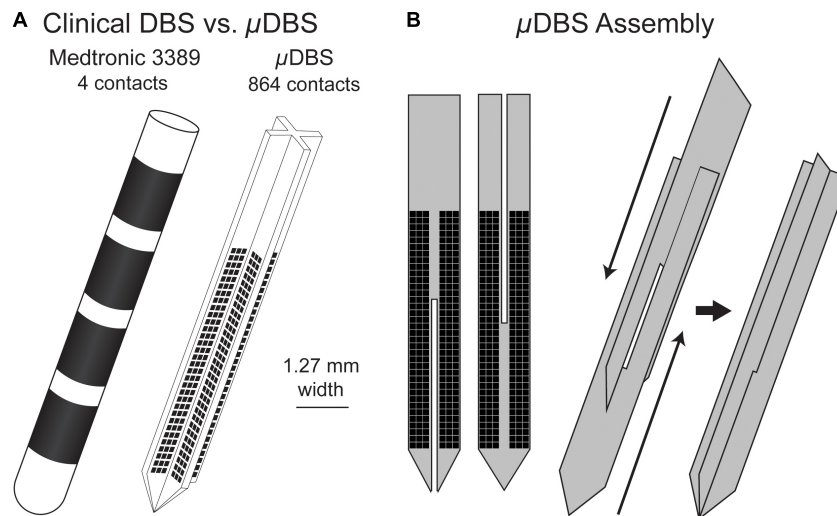 A Clinical DBS vs. µDBS
Medtronic 3389
4 contacts
µDBS
864 contacts
1.27 mm
width
B µDBS Assembly